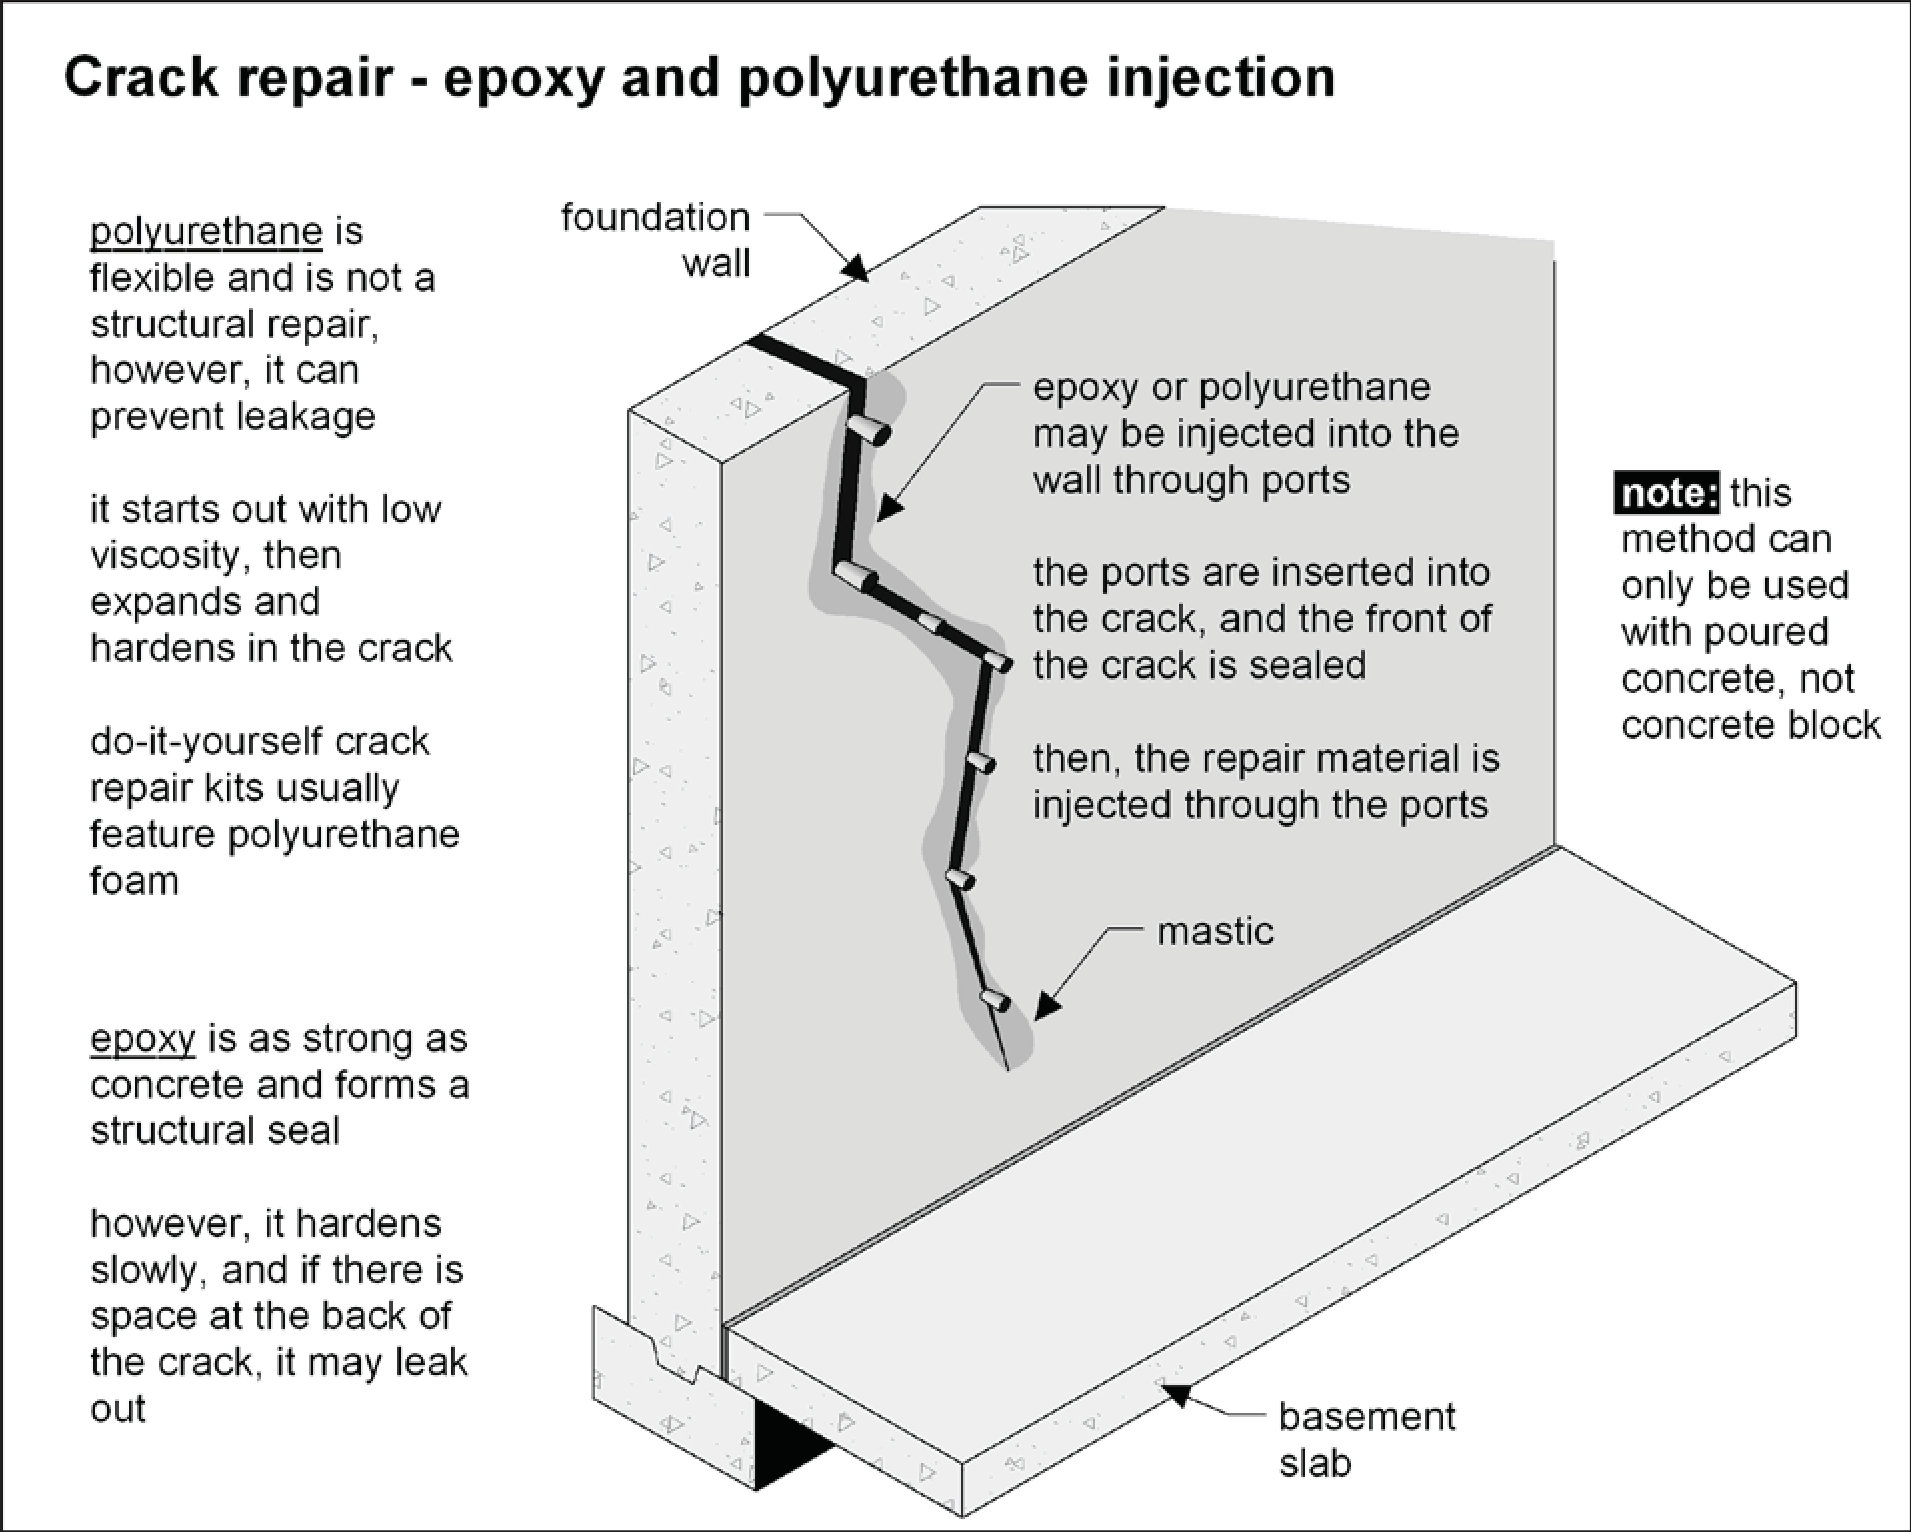 Crack repair - epoxy and polyurethane injection
polyurethane is
flexible and is not a
structural repair,
however, it can
prevent leakage
it starts out with low
viscosity, then
expands and
hardens in the crack
do-it-yourself crack
repair kits usually
feature polyurethane
foam
epoxy is as strong as
concrete and forms a
structural seal
however, it hardens
slowly, and if there is
space at the back of
the crack, it may leak
out
foundation
wall
epoxy or polyurethane
may be injected into the
wall through ports
the ports are inserted into
the crack, and the front of
the crack is sealed
then, the repair material is
injected through the ports
mastic
basement
slab
note: this
method can
only be used
with poured
concrete, not
concrete block